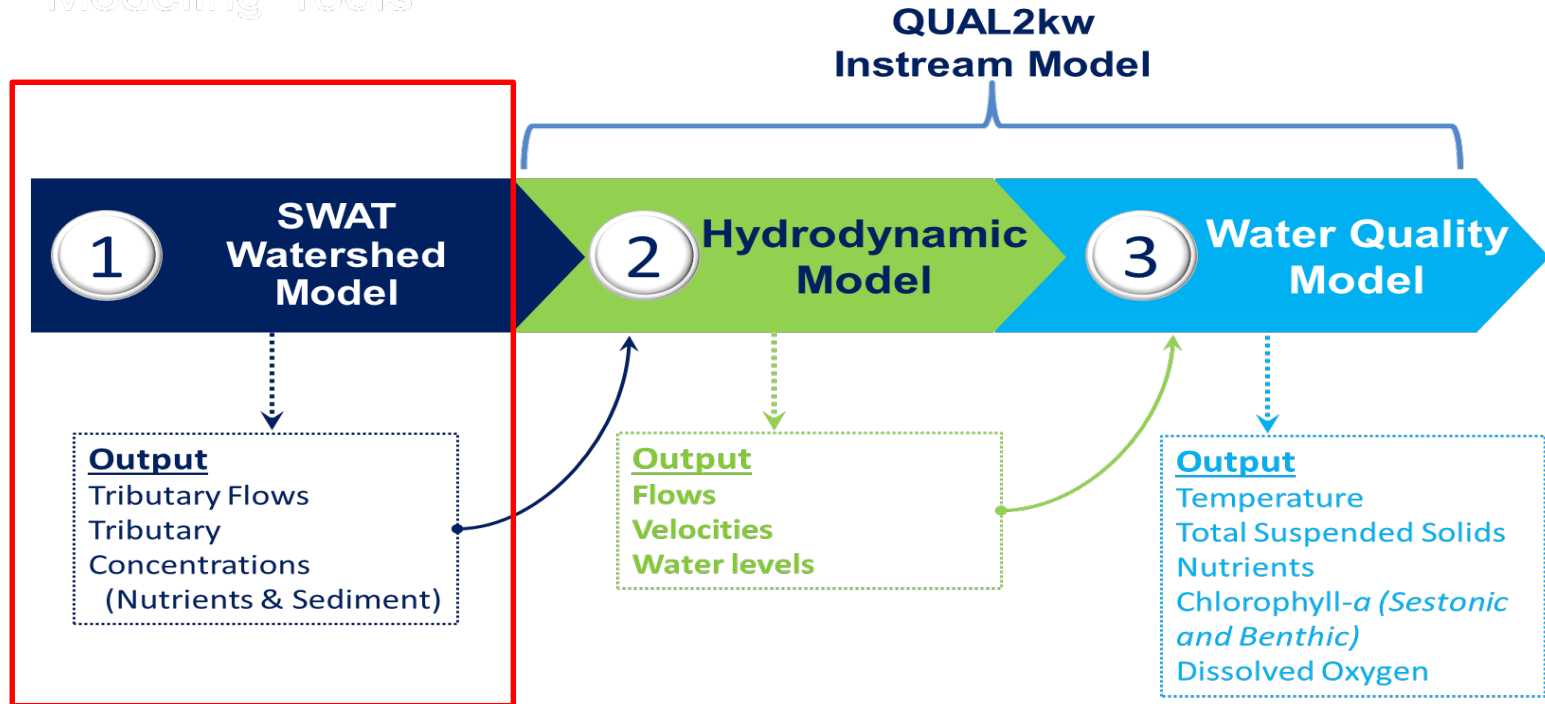 Modeling Tools
QUAL2kw
Instream Model
1
SWAT
Watershed
Model
2
Hydrodynamic
Model
3
Water Quality
Model
Output
Tributary Flows
Tributary
Concentrations
(Nutrients & Sediment)
Output
Flows
Velocities
Water levels
Output
Temperature
Total Suspended Solids
Nutrients
Chlorophyll-a (Sestonic
and Benthic)
Dissolved Oxygen